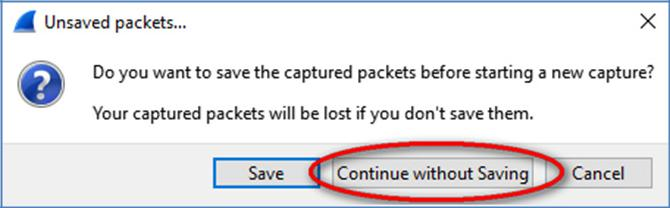 Unsaved packets...
Do you want to save the captured packets before starting a new capture?
Your captured packets will be lost if you don't save them.
Save Continue without Saving Cancel